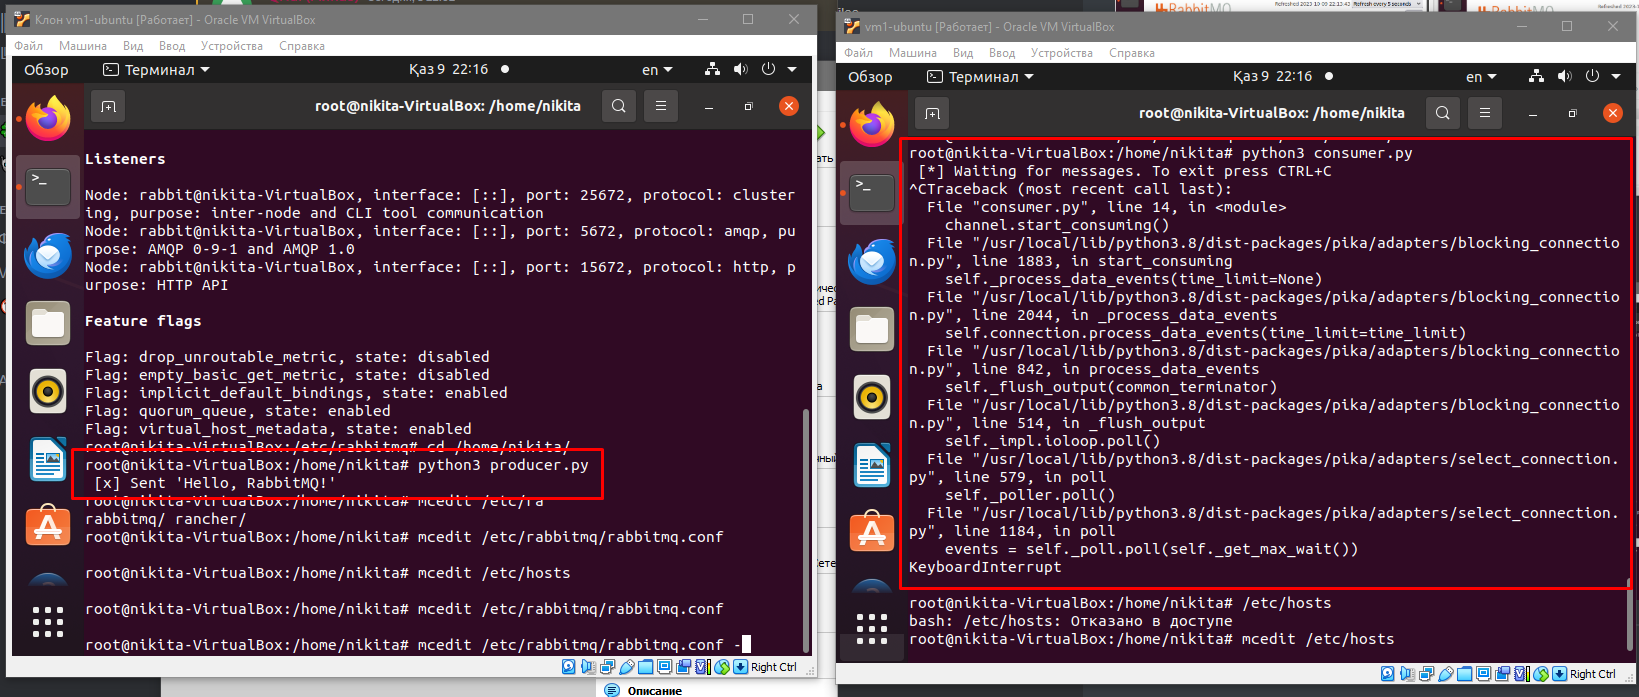 Клон vm1-ubuntu [Работает] - Oracle VM VirtualBox
Файл Машина Вид Ввод Устройства Справка
Обзор Терминал Қаз 9 22:16 en
root@nikita-VirtualBox: /home/nikita
Listeners
Node: rabbit@nikita-VirtualBox, interface: [::], port: 25672, protocol: cluster
ing, purpose: inter-node and CLI tool communication
Node: rabbit@nikita-VirtualBox, interface: [::], port: 5672, protocol: amqp, pu
rpose: AMQP 0-9-1 and AMQP 1.0
Node: rabbit@nikita-VirtualBox, interface: [::], port: 15672, protocol: http, p
urpose: HTTP API
Feature flags
Flag: drop_unroutable_metric, state: disabled
Flag: empty_basic_get_metric, state: disabled
Flag: implicit_default_bindings, state: enabled
Flag: quorum_queue, state: enabled
Flag: virtual_host_metadata, state: enabled
root@nikita-VirtualBox:/etc/rabbitmq# cd /home/nikita/
root@nikita-VirtualBox:/home/nikita# python3 producer.py
[x] Sent 'Hello, RabbitMQ!'
root@nikita-VirtualBox:/home/nikita# mcedit /etc/ra
rabbitmq/ rancher/
root@nikita-VirtualBox:/home/nikita# mcedit /etc/rabbitmq/rabbitmq.conf
root@nikita-VirtualBox:/home/nikita# mcedit /etc/hosts
root@nikita-VirtualBox:/home/nikita# mcedit /etc/rabbitmq/rabbitmq.conf
root@nikita-VirtualBox:/home/nikita# mcedit /etc/rabbitmq/rabbitmq.conf -
Right Ctrl
Описание
vm1-ubuntu [Работает] - Oracle VM VirtualBox
Файл Машина Вид Ввод Устройства Справка
Обзор Терминал Қаз 9 22:16 en
root@nikita-VirtualBox: /home/nikita
root@nikita-VirtualBox:/home/nikita# python3 consumer.py
[*] Waiting for messages. To exit press CTRL+C
^CTraceback (most recent call last):
File "consumer.py", line 14, in <module>
channel.start_consuming()
File "/usr/local/lib/python3.8/dist-packages/pika/adapters/blocking_connectio
n.py", line 1883, in start_consuming
self._process_data_events(time_limit=None)
File "/usr/local/lib/python3.8/dist-packages/pika/adapters/blocking_connectio
n.py", line 2044, in _process_data_events
self.connection.process_data_events(time_limit=time_limit)
File "/usr/local/lib/python3.8/dist-packages/pika/adapters/blocking_connectio
n.py", line 842, in process_data_events
self._flush_output(common_terminator)
File "/usr/local/lib/python3.8/dist-packages/pika/adapters/blocking_connectio
n.py", line 514, in _flush_output
self._impl.ioloop.poll()
File "/usr/local/lib/python3.8/dist-packages/pika/adapters/select_connection.
py", line 579, in poll
self._poller.poll()
File "/usr/local/lib/python3.8/dist-packages/pika/adapters/select_connection.
py", line 1184, in poll
events = self._poll.poll(self._get_max_wait())
KeyboardInterrupt
root@nikita-VirtualBox:/home/nikita# /etc/hosts
bash: /etc/hosts: Отказано в доступе
root@nikita-VirtualBox:/home/nikita# mcedit /etc/hosts
Right Ctrl